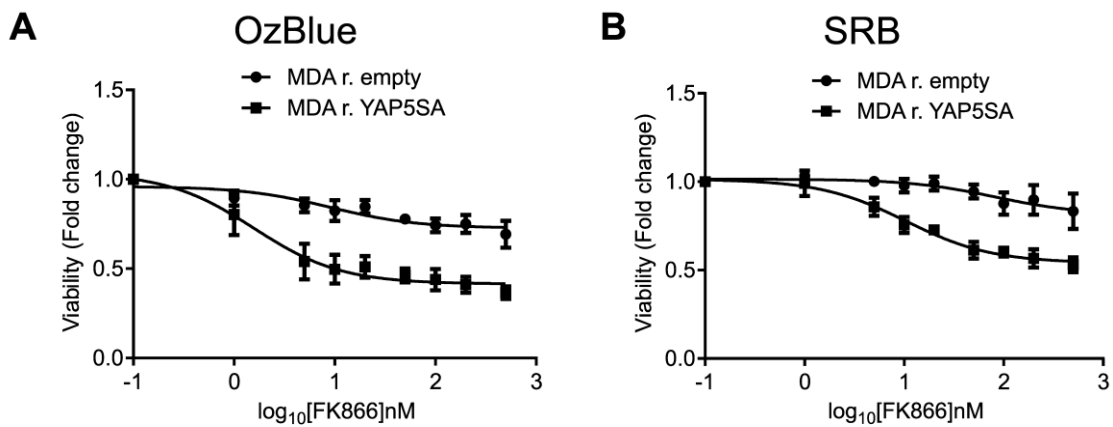 A
OzBlue
MDA r. empty
MDA r. YAP5SA
1.5
1.0
0.5
0.0
Viability (Fold change)
-1
0
1
2
3
log10[FK866]nM
B
SRB
MDA r. empty
MDA r. YAP5SA
1.5
1.0
0.5
0.0
Viability (Fold change)
-1
0
1
2
3
log10[FK866]nM